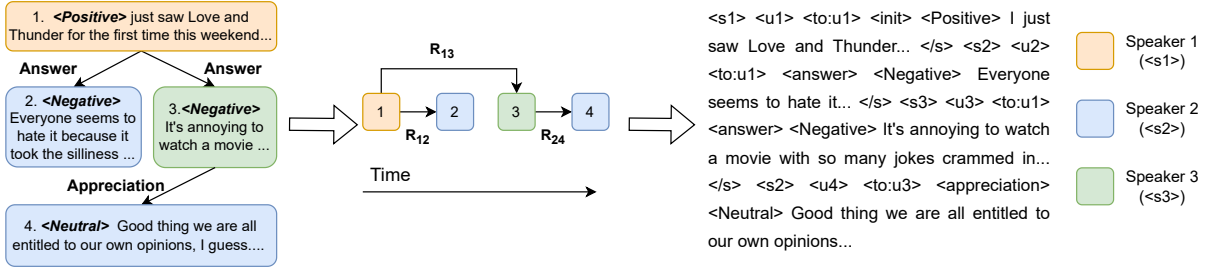 1. <Positive> just saw Love and
Thunder for the first time this weekend...
Answer
Answer
2. <Negative>
Everyone seems to
hate it because it
took the silliness ...
3.<Negative>
It's annoying to
watch a movie ...
Appreciation
4. <Neutral> Good thing we are all
entitled to our own opinions, I guess....
R13
1
2
3
4
R12
R24
Time
<s1> <u1> <to:u1> <init> <Positive> I just
saw Love and Thunder... </s> <s2> <u2>
<to:u1> <answer> <Negative> Everyone
seems to hate it... </s> <s3> <u3> <to:u1>
<answer> <Negative> It's annoying to watch
a movie with so many jokes crammed in...
</s> <s2> <u4> <to:u3> <appreciation>
<Neutral> Good thing we are all entitled to
our own opinions...
Speaker 1
(<s1>)
Speaker 2
(<s2>)
Speaker 3
(<s3>)